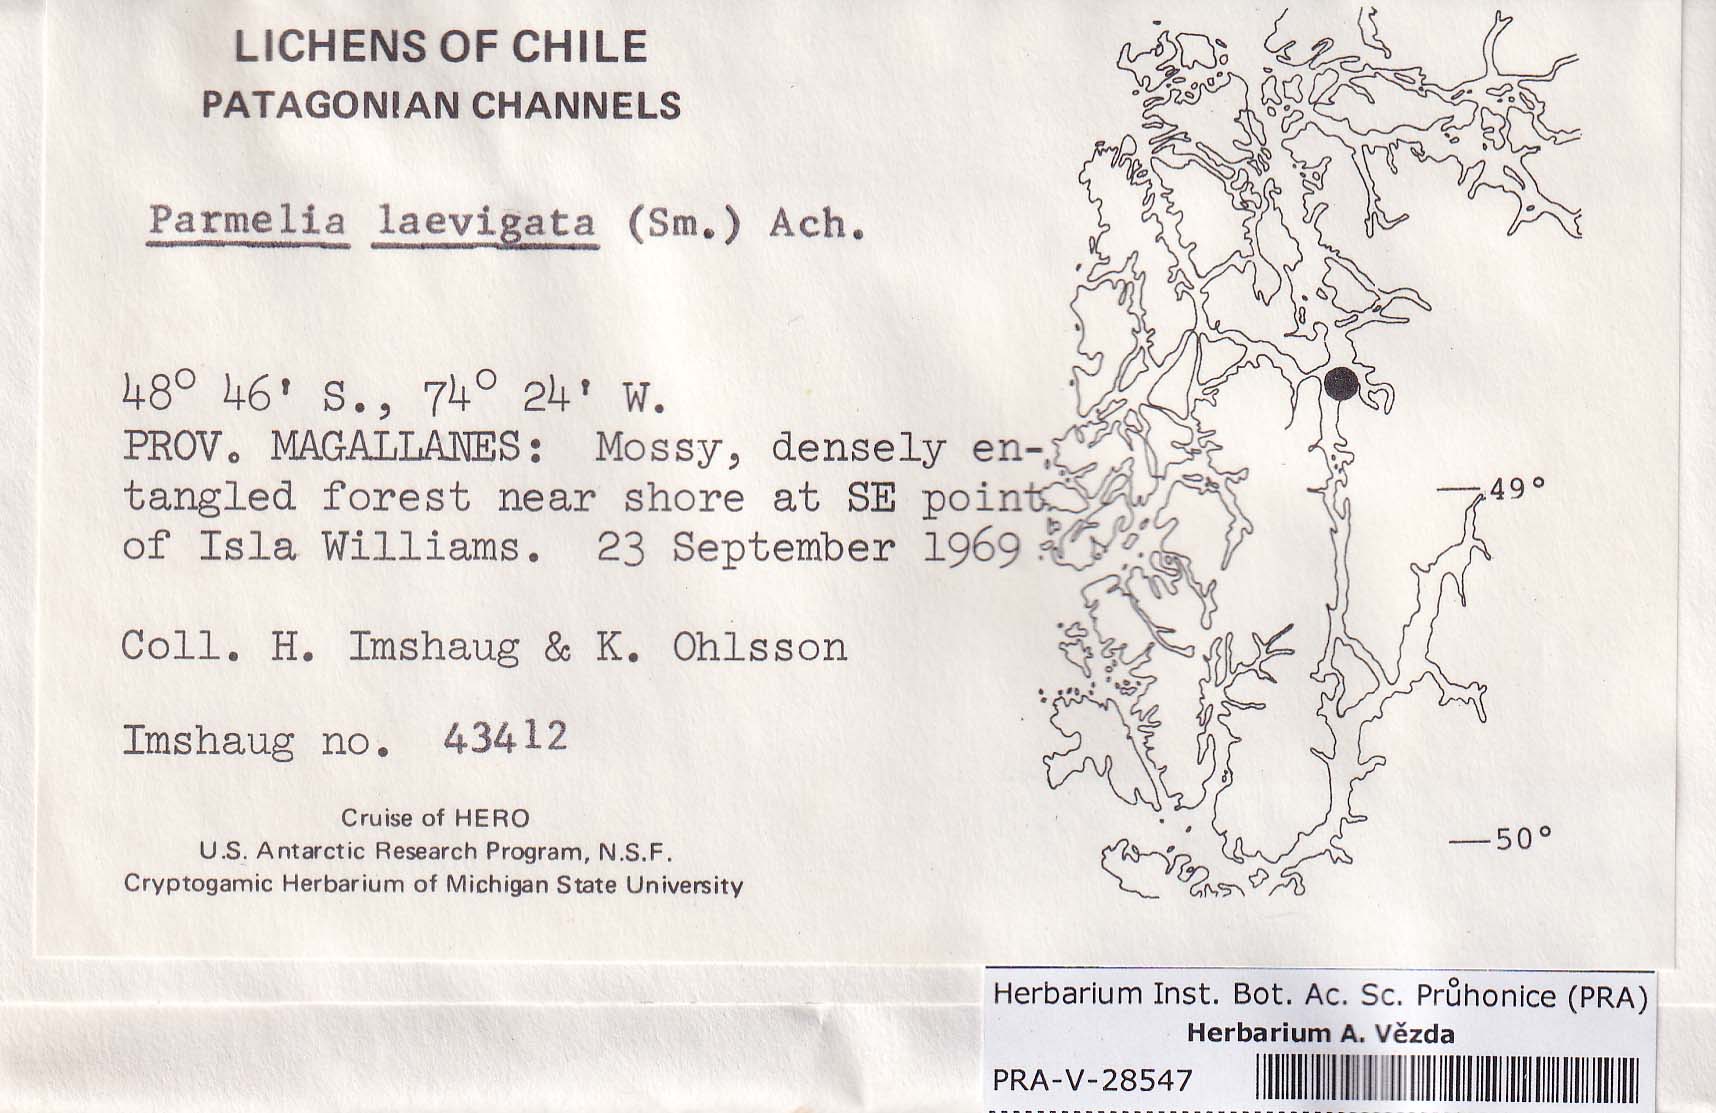 LICHENS OF CHILE
PATAGONIAN CHANNELS
Parmelia laevigata (Sm.) Ach.
48° 46' S., 74° 24' W.
PROV. MAGALLANES: Mossy, densely en-
tangled forest near shore at SE point
of Isla Williams. 23 September 1969
Coll. H. Imshaug & K. Ohlsson
Imshaug no. 43412
Cruise of HERO
U.S. Antarctic Research Program, N.S.F.
Cryptogamic Herbarium of Michigan State University
49°
50°
Herbarium Inst. Bot. Ac. Sc. Průhonice (PRA)
Herbarium A. Vězda
PRA-V-28547